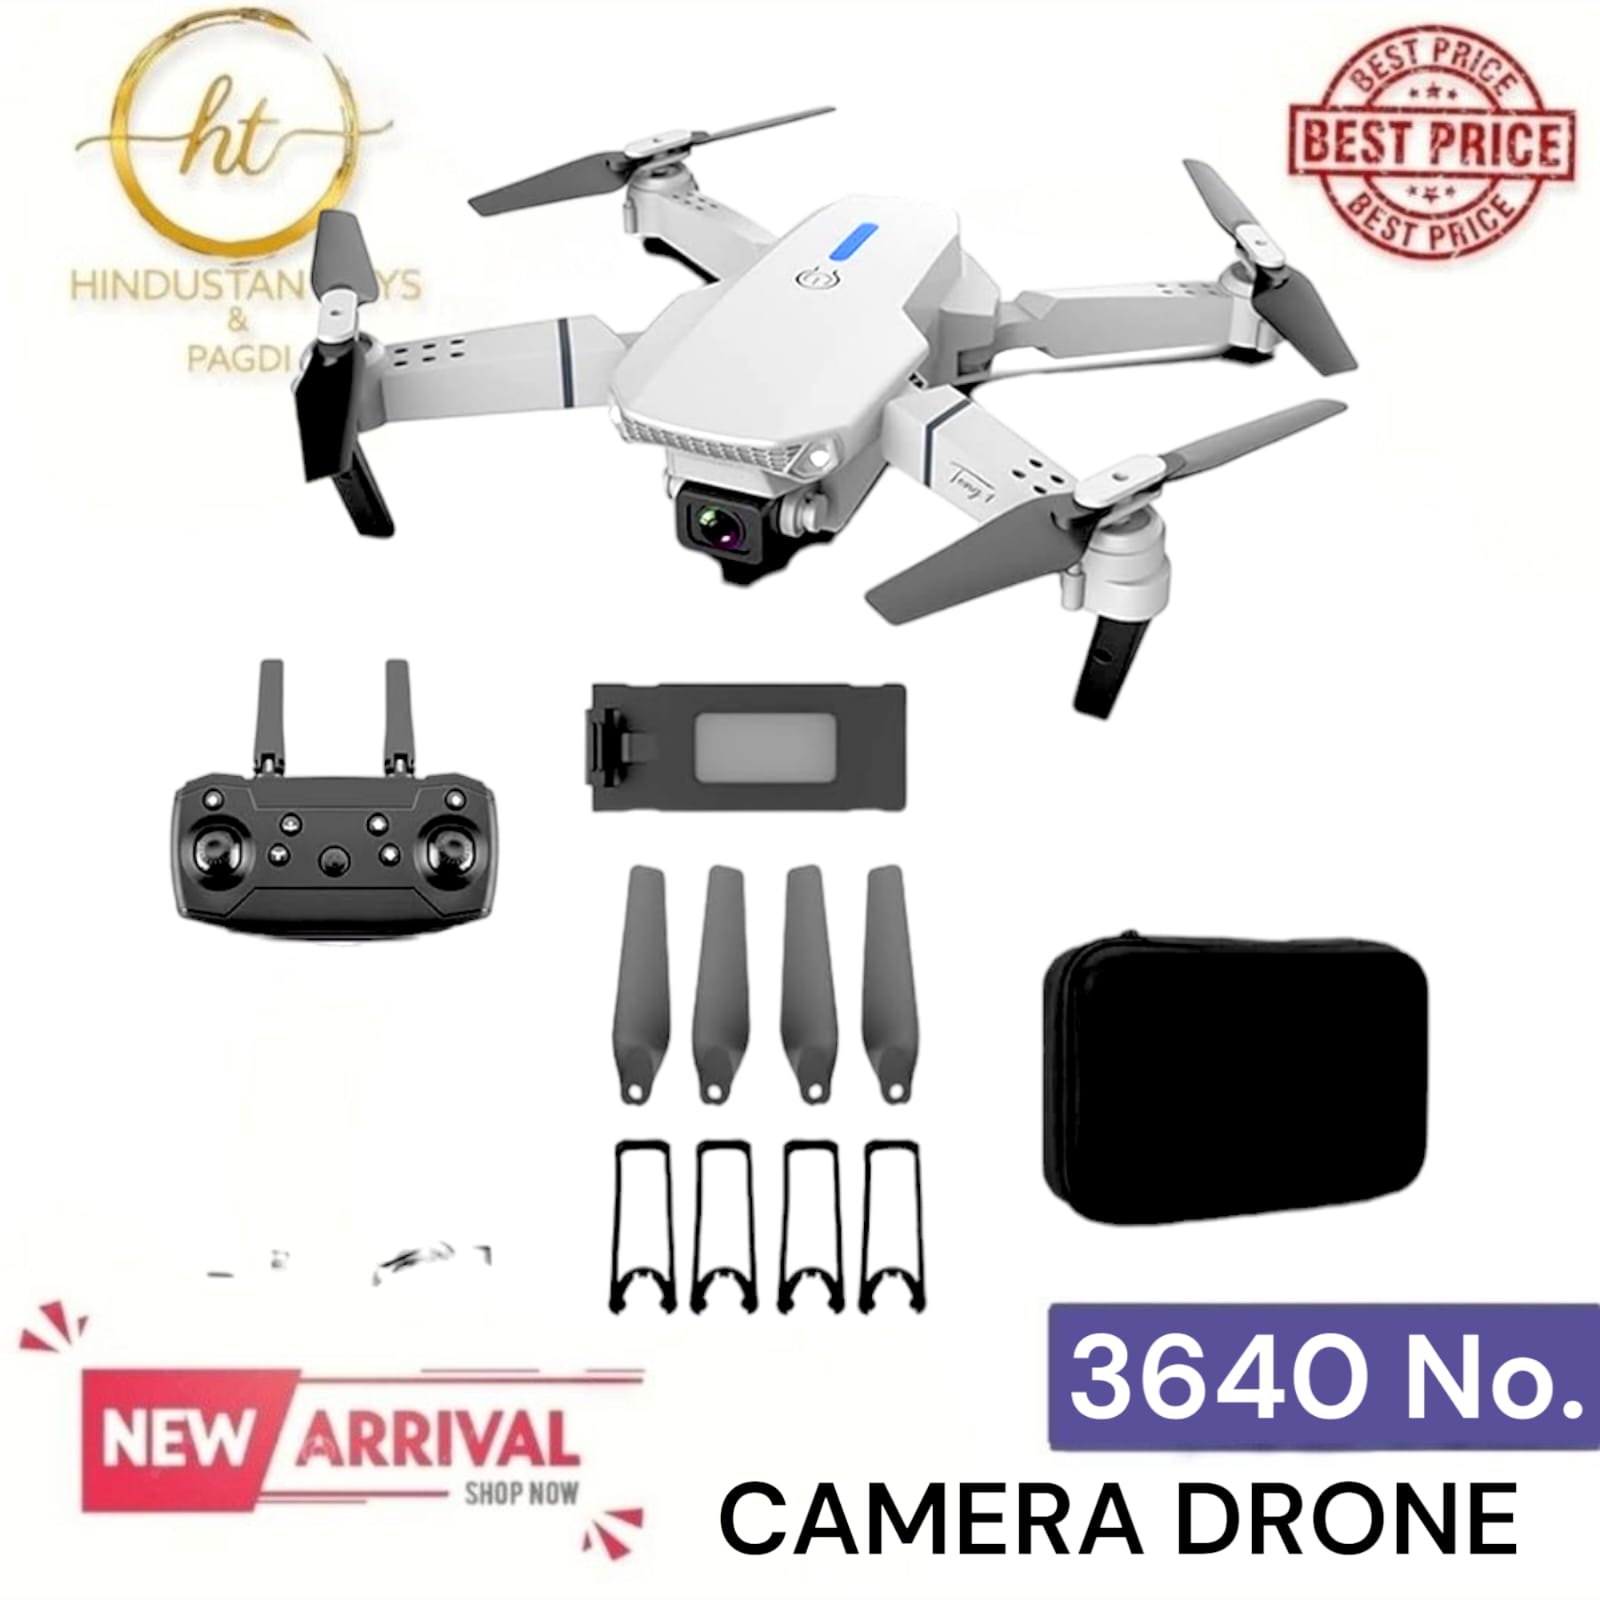 ht
HINDUSTAN
&
PAGDI
BEST PRICE
BEST PRICE
BEST PRICE
3640 No.
NEW ARRIVAL
SHOP NOW
CAMERA DRONE